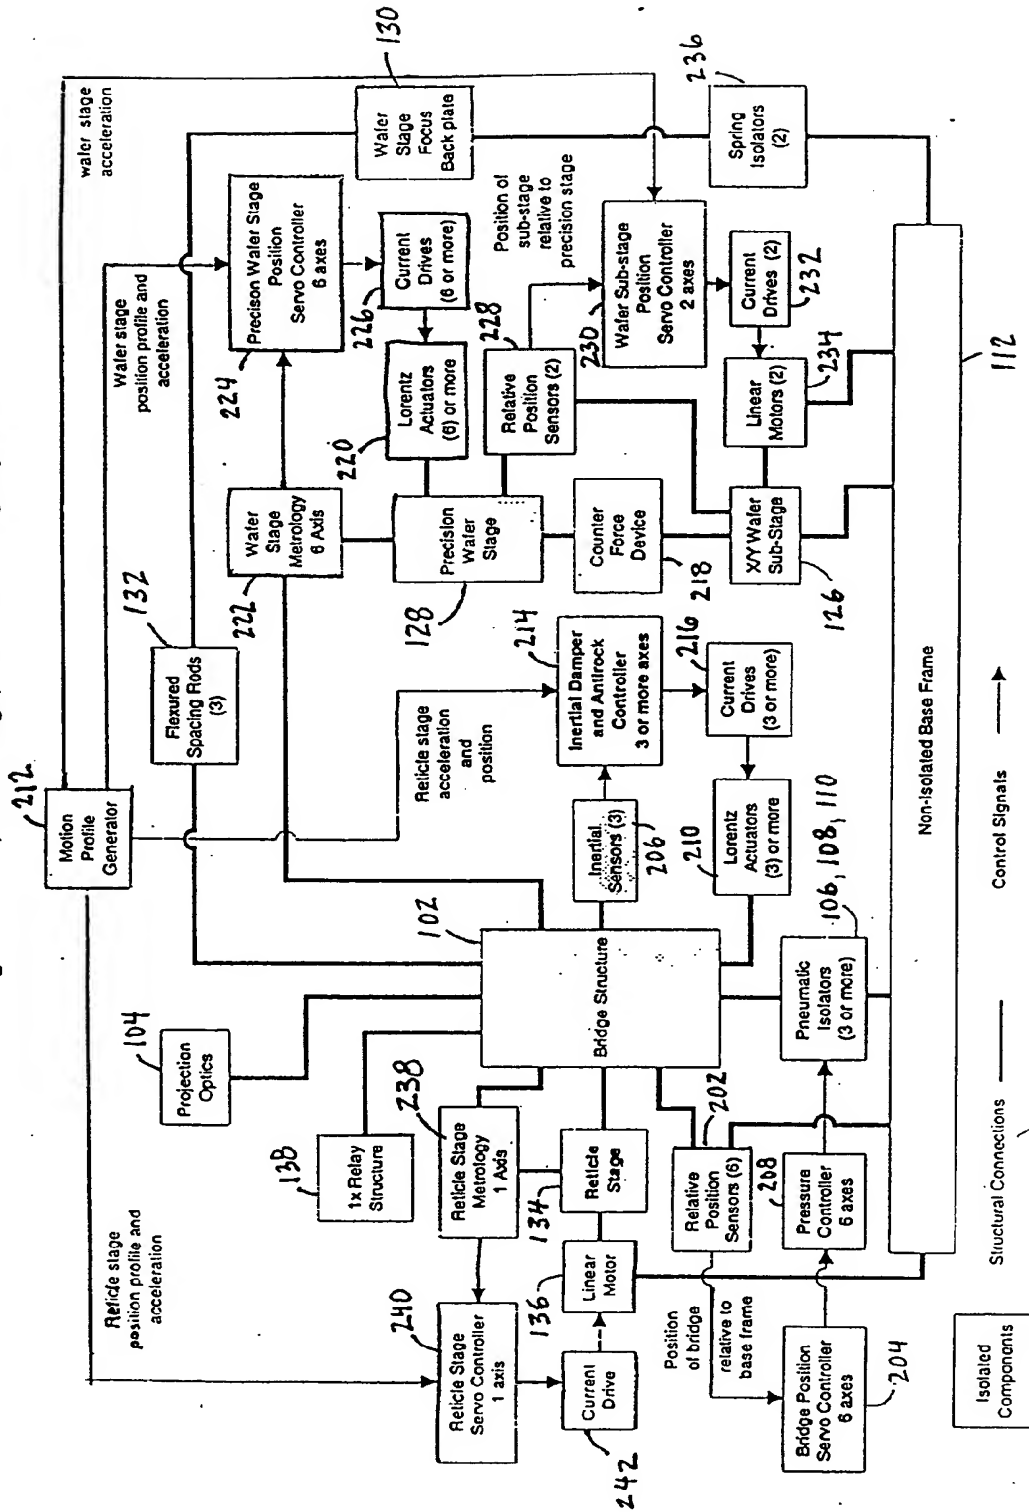 212
Motion
Profile
Generator
wafer stage
acceleration
Wafer stage
position profile and
acceleration
Reticle stage
position profile and
acceleration
Reticle stage
acceleration
and
position
132
Flexured
Spacing Rods
(3)
130
Wafer
Stage
Focus
Back plate
104
Projection
Optics
138
1x Relay
Structure
102
Bridge Structure
222
Wafer
Stage
Metrology
6 Axis
224
Precison Wafer Stage
Position
Servo Controller
6 axes
226
Current
Drives
(6 or more)
220
Lorentz
Actuators
(6) or more
128
Precision
Wafer
Stage
228
Relative
Position
Sensors (2)
Position of
sub-stage
relative to
precision stage
230
Wafer Sub-stage
Position
Servo Controller
2 axes
232
Current
Drives (2)
234
Linear
Motors (2)
236
Spring
Isolators
(2)
218
Counter
Force
Device
126
X/Y Wafer
Sub-Stage
214
Inertial Damper
and Antirock
Controller
3 or more axes
216
Current
Drives
(3 or more)
206
Inertial
Sensors (3)
210
Lorentz
Actuators
(3) or more
240
Reticle Stage
Servo Controller
1 axis
238
Reticle Stage
Metrology
1 Axis
134
Reticle
Stage
136
Linear
Motor
242
Current
Drive
202
Relative
Position
Sensors (6)
Position
of bridge
relative to
base frame
204
Bridge Position
Servo Controller
6 axes
208
Pressure
Controller
6 axes
106, 108, 110
Pneumatic
Isolators
(3 or more)
Non-Isolated Base Frame
112
Isolated
Components
Structural Connections
Control Signals